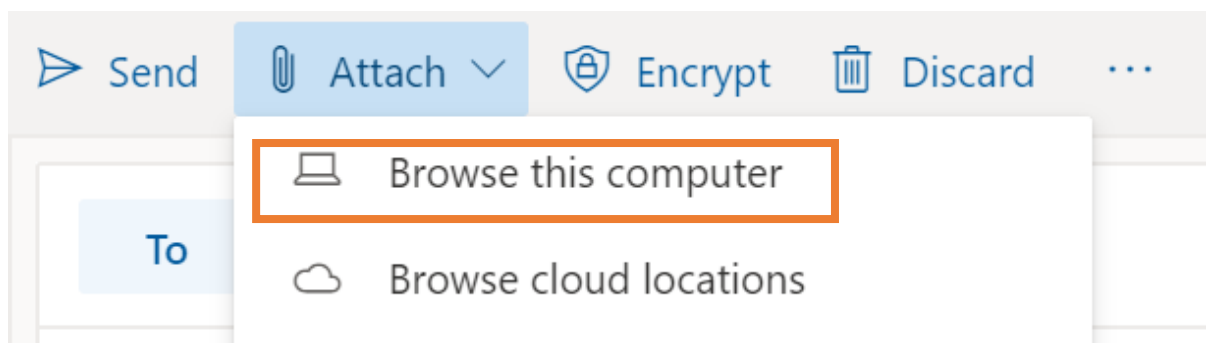 Send Attach Encrypt Discard ...
Browse this computer
To
Browse cloud locations